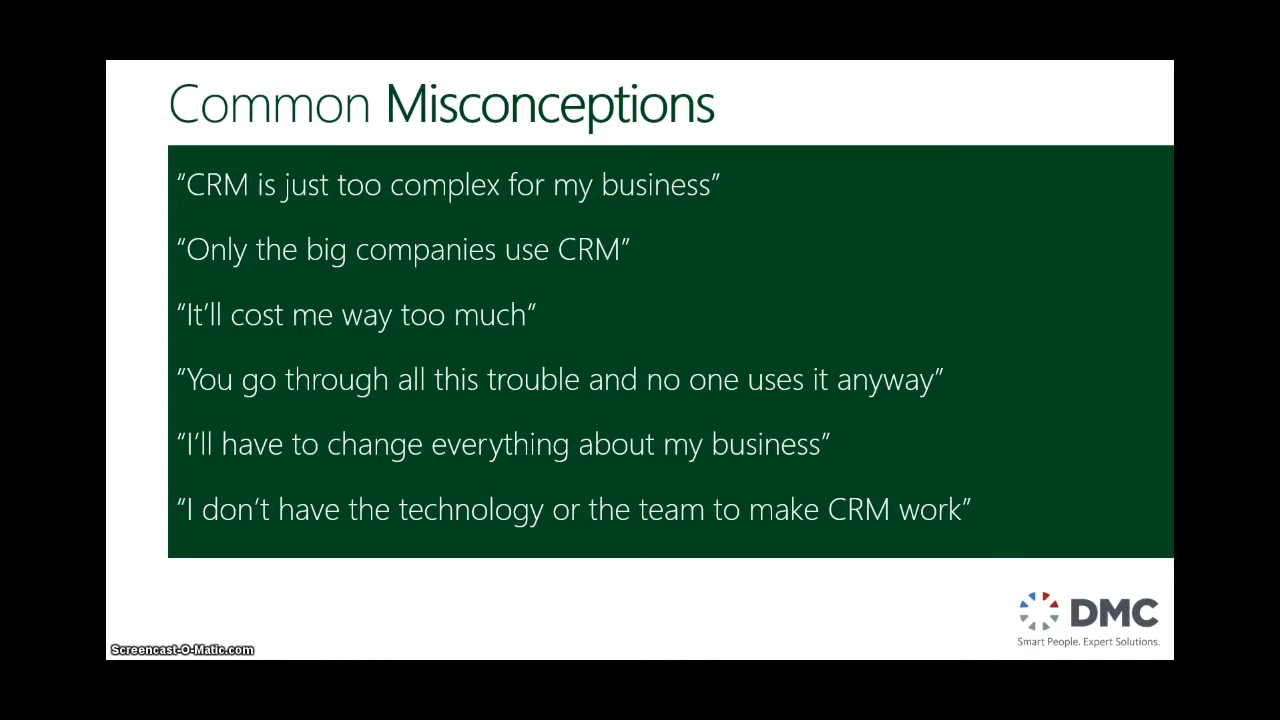 Common Misconceptions
“CRM is just too complex for my business”
“Only the big companies use CRM”
“It’ll cost me way too much”
“You go through all this trouble and no one uses it anyway”
“I’ll have to change everything about my business”
“I don’t have the technology or the team to make CRM work”
DMC
Smart People. Expert Solutions.
Screencast-O-Matic.com